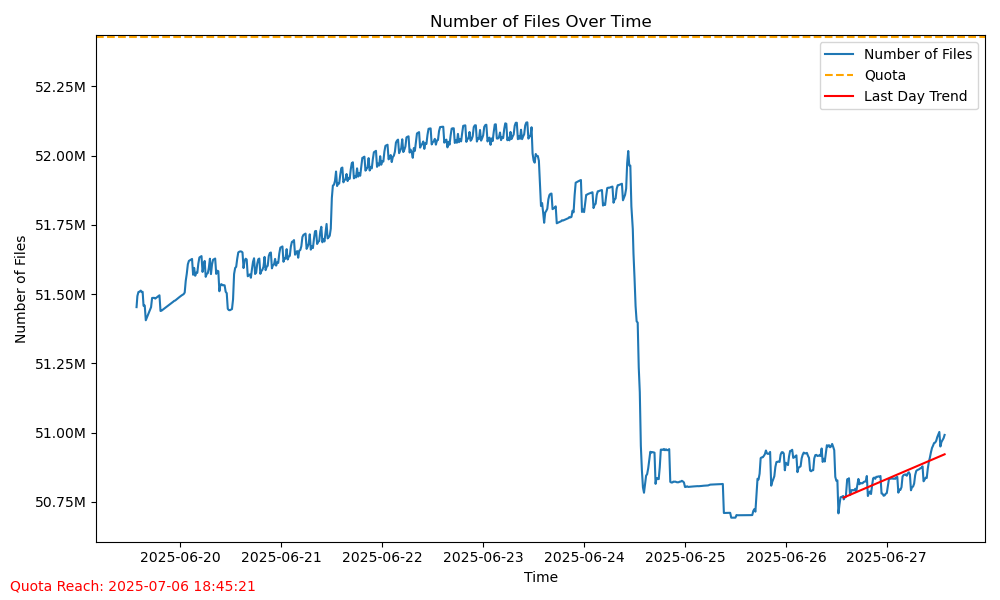 Number of Files Over Time
Number of Files
Quota
Last Day Trend
52.25M
52.00M
51.75M
51.50M
51.25M
51.00M
50.75M
Number of Files
2025-06-20 2025-06-21 2025-06-22 2025-06-23 2025-06-24 2025-06-25 2025-06-26 2025-06-27
Time
Quota Reach: 2025-07-06 18:45:21